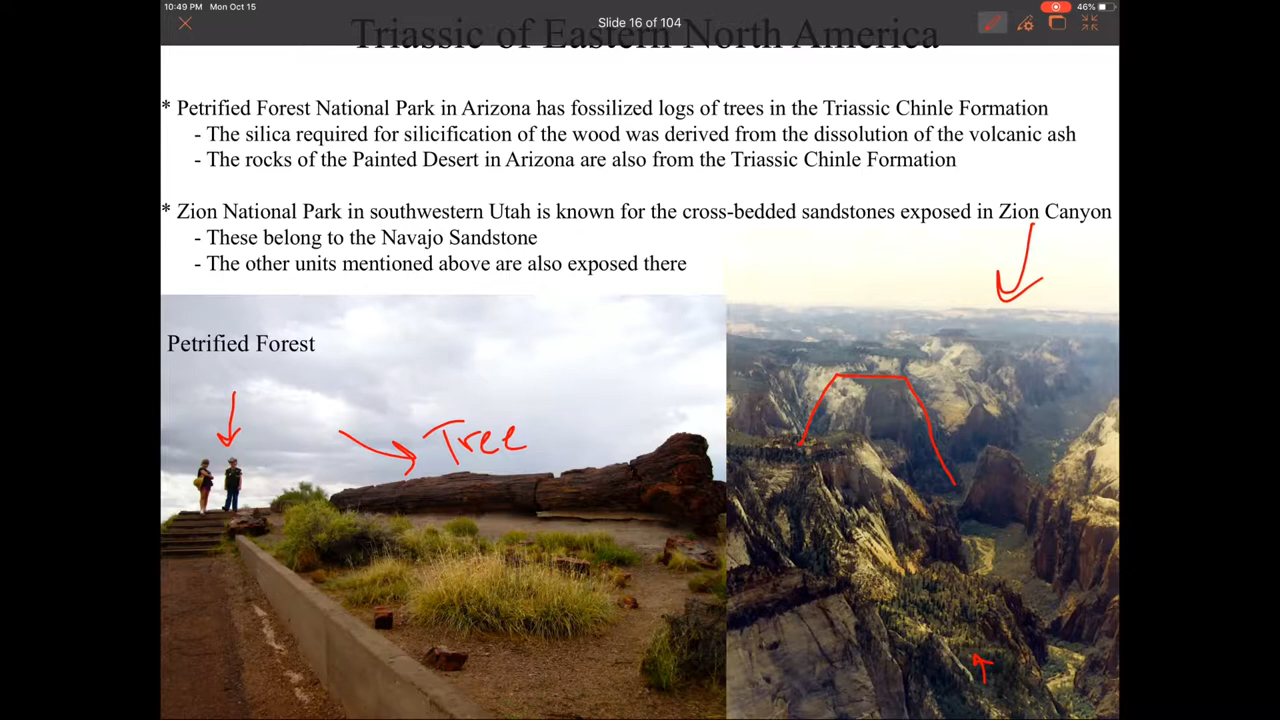 10:49 PM Mon Oct 15
Slide 16 of 104
46%
Triassic of Eastern North America
* Petrified Forest National Park in Arizona has fossilized logs of trees in the Triassic Chinle Formation
- The silica required for silicification of the wood was derived from the dissolution of the volcanic ash
- The rocks of the Painted Desert in Arizona are also from the Triassic Chinle Formation
* Zion National Park in southwestern Utah is known for the cross-bedded sandstones exposed in Zion Canyon
- These belong to the Navajo Sandstone
- The other units mentioned above are also exposed there
Petrified Forest
Tree